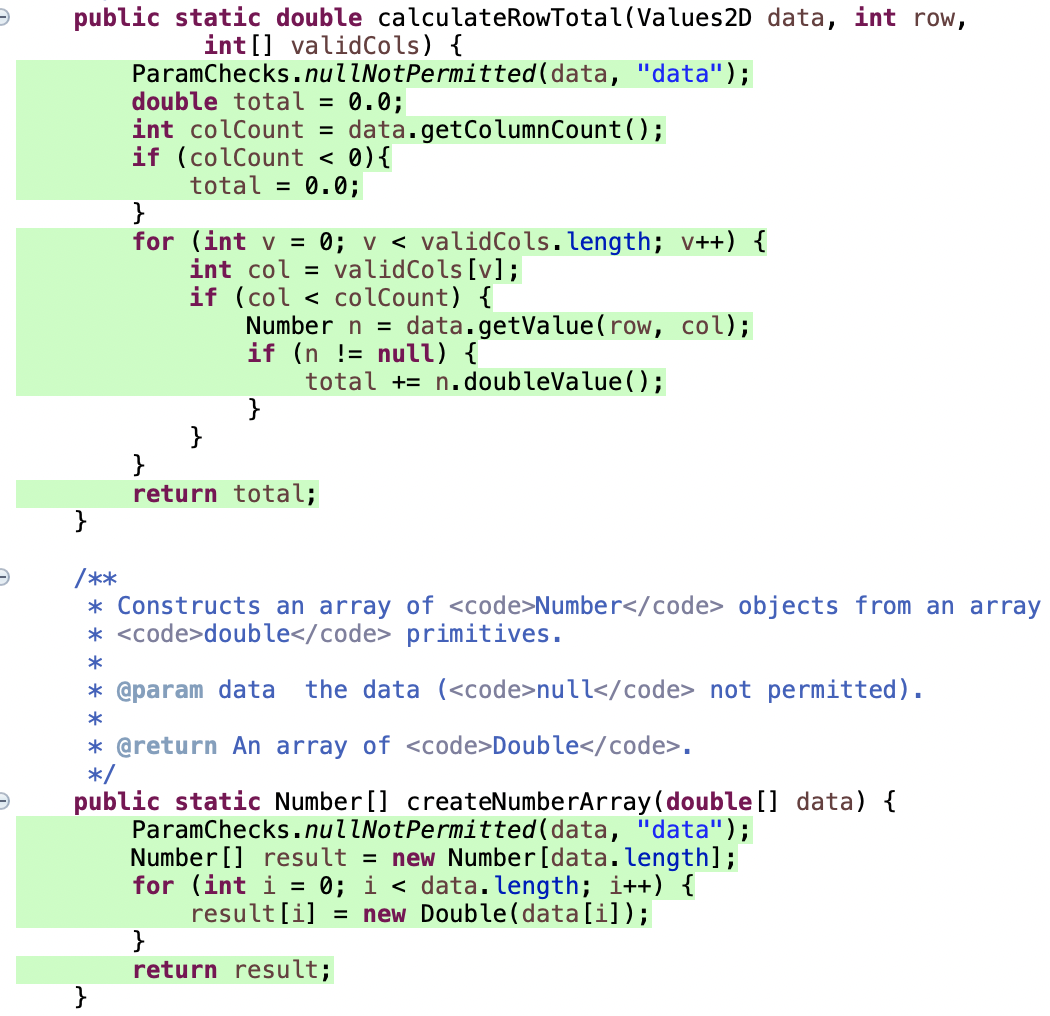 public static double calculateRowTotal(Values2D data, int row,
int[] validCols) {
ParamChecks.nullNotPermitted(data, "data");
double total = 0.0;
int colCount = data.getColumnCount();
if (colCount < 0){
total = 0.0;
}
for (int v = 0; v < validCols.length; v++) {
int col = validCols[v];
if (col < colCount) {
Number n = data.getValue(row, col);
if (n != null) {
total += n.doubleValue();
}
}
}
return total;
}
/**
* Constructs an array of <code>Number</code> objects from an array
* <code>double</code> primitives.
*
* @param data  the data (<code>null</code> not permitted).
*
* @return An array of <code>Double</code>.
*/
public static Number[] createNumberArray(double[] data) {
ParamChecks.nullNotPermitted(data, "data");
Number[] result = new Number[data.length];
for (int i = 0; i < data.length; i++) {
result[i] = new Double(data[i]);
}
return result;
}